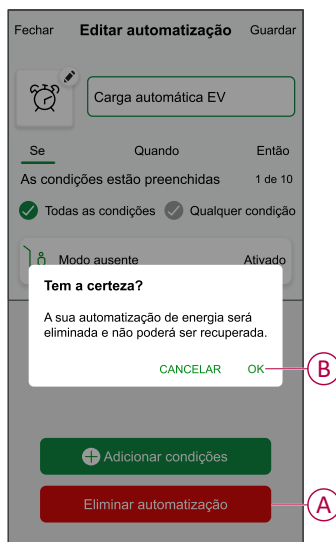 Fechar Editar automatização Guardar
Carga automática EV
Se Quando Então
As condições estão preenchidas 1 de 10
Todas as condições Qualquer condição
Modo ausente Ativado
Tem a certeza?
A sua automatização de energia será
eliminada e não poderá ser recuperada.
CANCELAR OK
B
Adicionar condições
Eliminar automatização
A